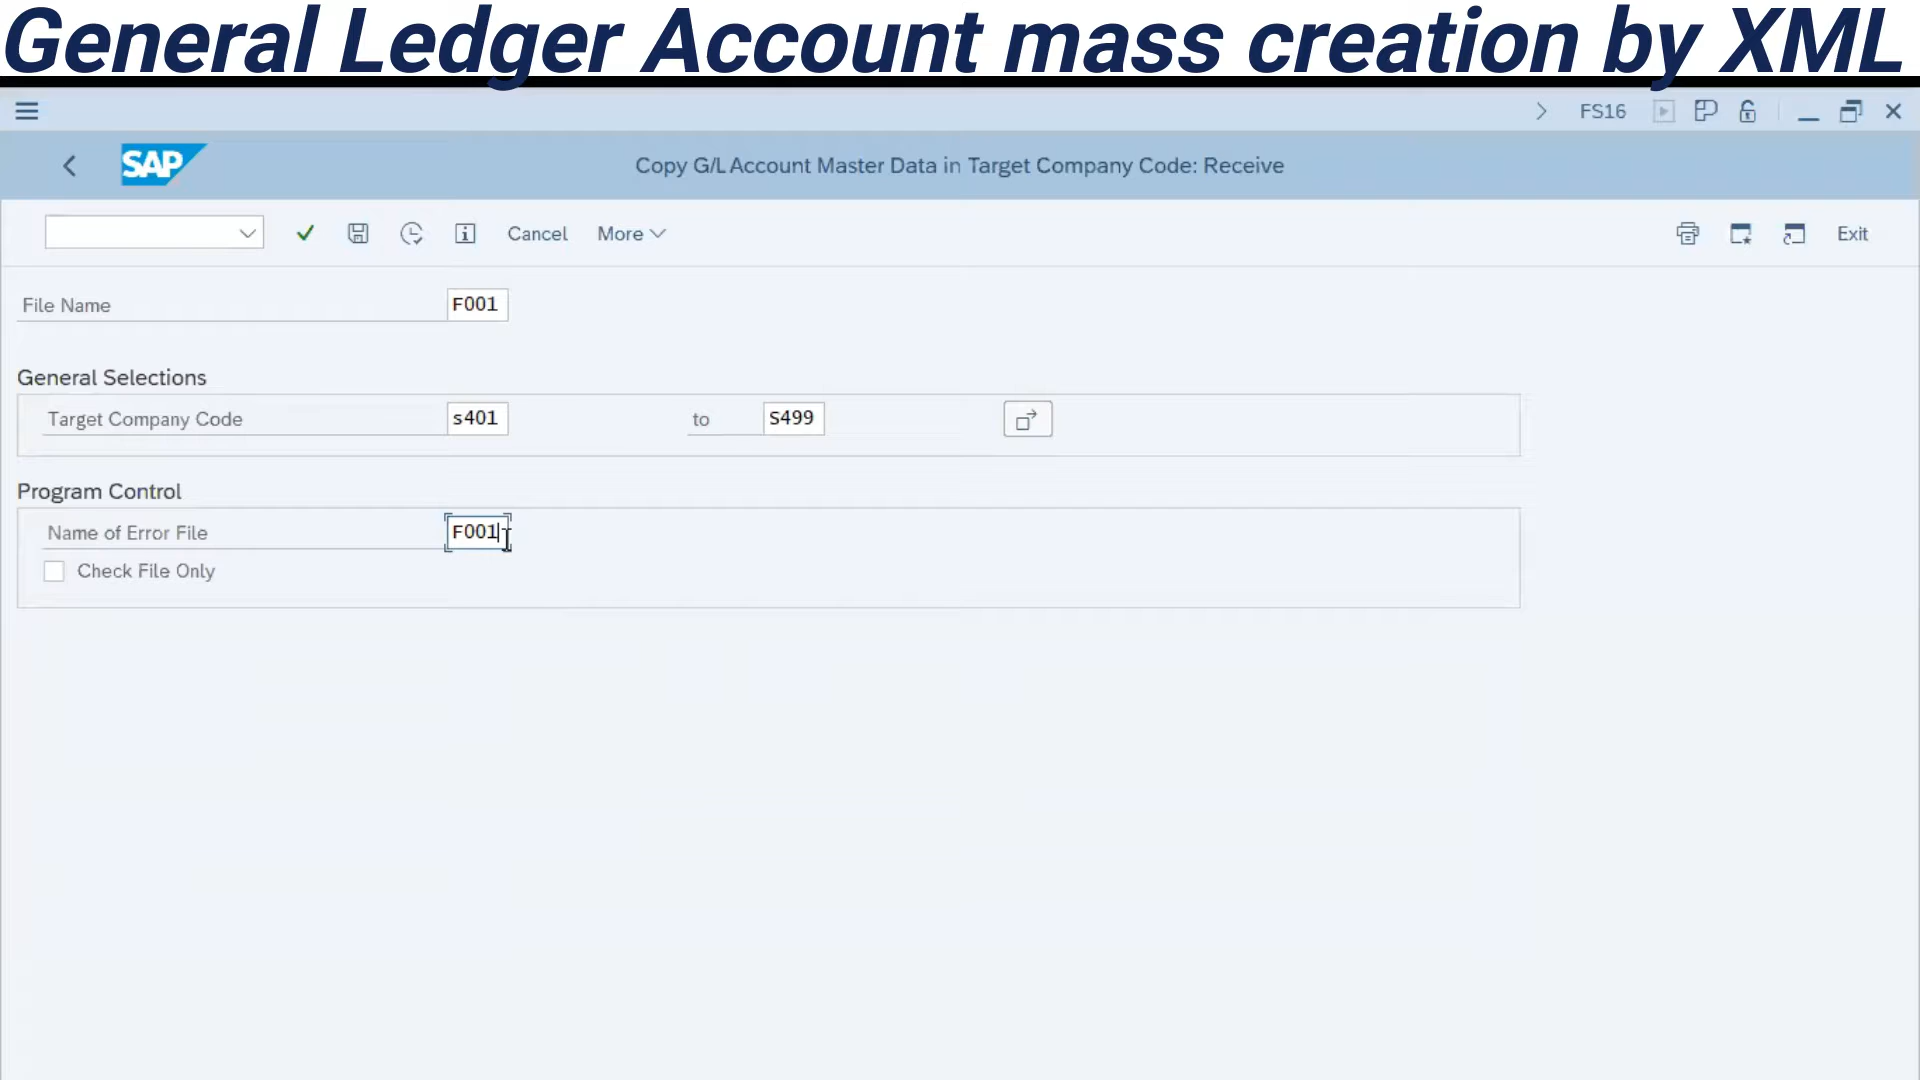 General Ledger Account mass creation by XML
FS16
SAP
Copy G/L Account Master Data in Target Company Code: Receive
Cancel
More
Exit
File Name
F001
General Selections
Target Company Code
s401
to
S499
Program Control
Name of Error File
F001
Check File Only